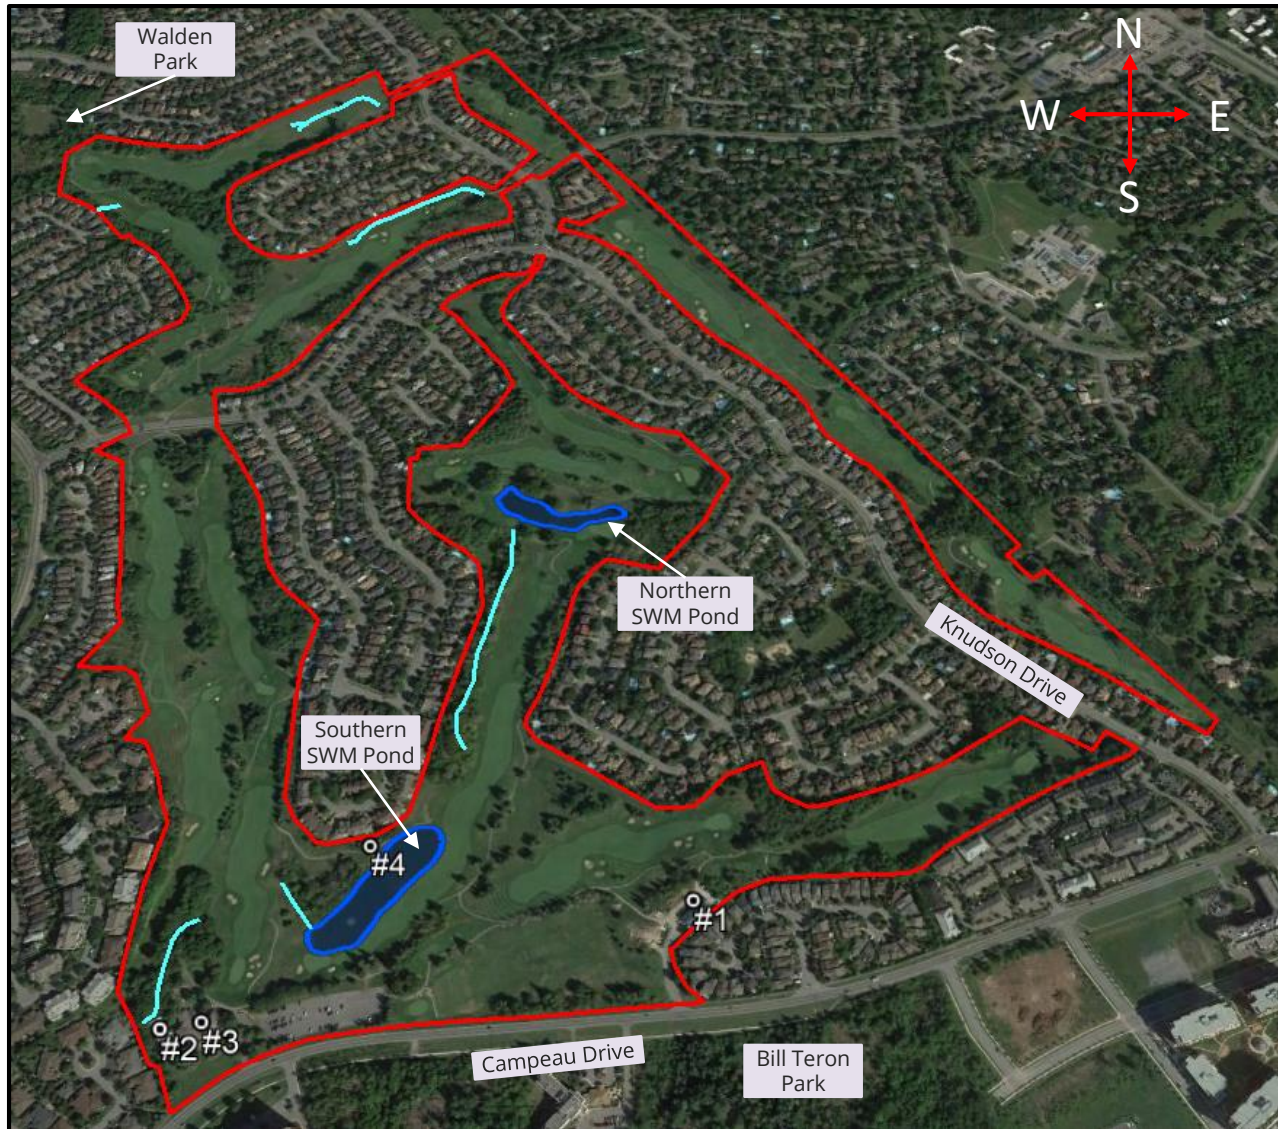 Walden
Park
N
W E
S
Northern
SWM Pond
Knudson Drive
Southern
SWM Pond
#4
#1
#2
#3
Campeau Drive
Bill Teron
Park